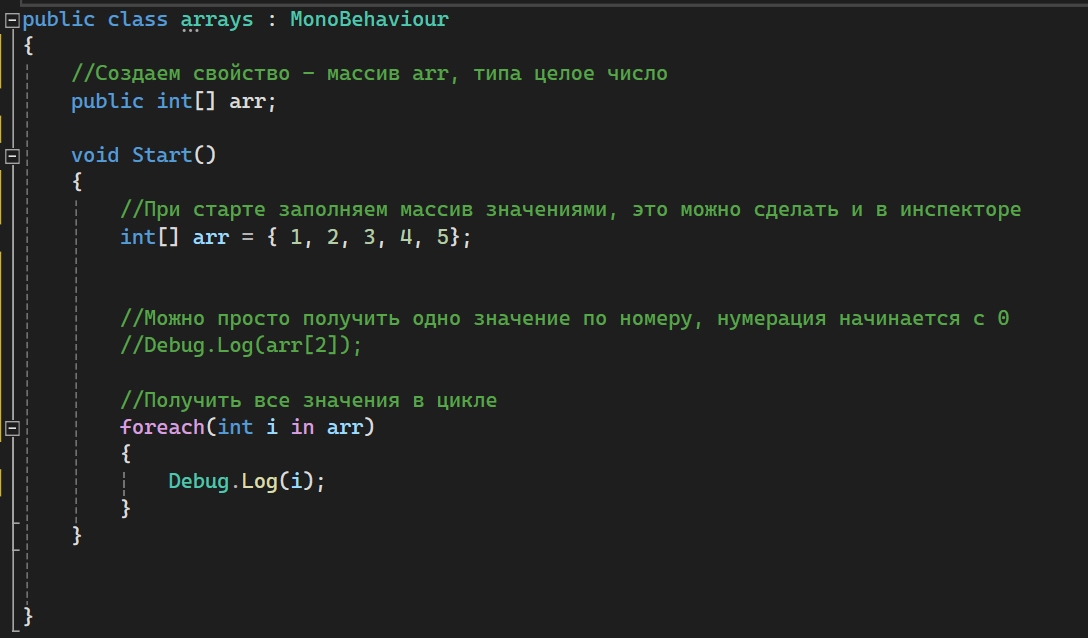 public class arrays : MonoBehaviour
{
//Создаем свойство – массив arr, типа целое число
public int[] arr;
void Start()
{
//При старте заполняем массив значениями, это можно сделать и в инспекторе
int[] arr = { 1, 2, 3, 4, 5};
//Можно просто получить одно значение по номеру, нумерация начинается с 0
//Debug.Log(arr[2]);
//Получить все значения в цикле
foreach(int i in arr)
{
Debug.Log(i);
}
}
}